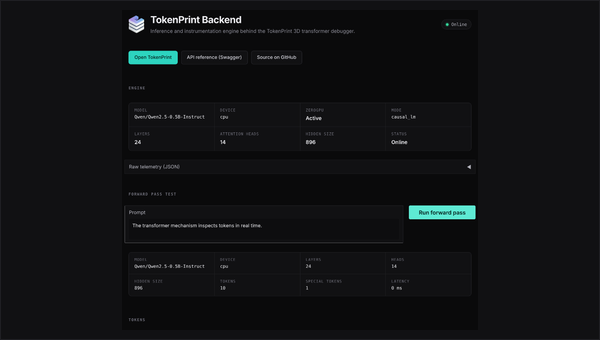 TokenPrint Backend
Inference and instrumentation engine behind the TokenPrint 3D transformer debugger.
Online
Open TokenPrint
API reference (Swagger)
Source on GitHub
ENGINE
MODEL
DEVICE
ZEROGPU
MODE
Qwen/Qwen2.5-0.5B-Instruct
cpu
Active
causal_lm
LAYERS
ATTENTION HEADS
HIDDEN SIZE
STATUS
24
14
896
Online
Raw telemetry (JSON)
FORWARD PASS TEST
Prompt
The transformer mechanism inspects tokens in real time.
Run forward pass
MODEL
DEVICE
LAYERS
HEADS
Qwen/Qwen2.5-0.5B-Instruct
cpu
24
14
HIDDEN SIZE
TOKENS
SPECIAL TOKENS
LATENCY
896
10
1
0 ms
TOKENS